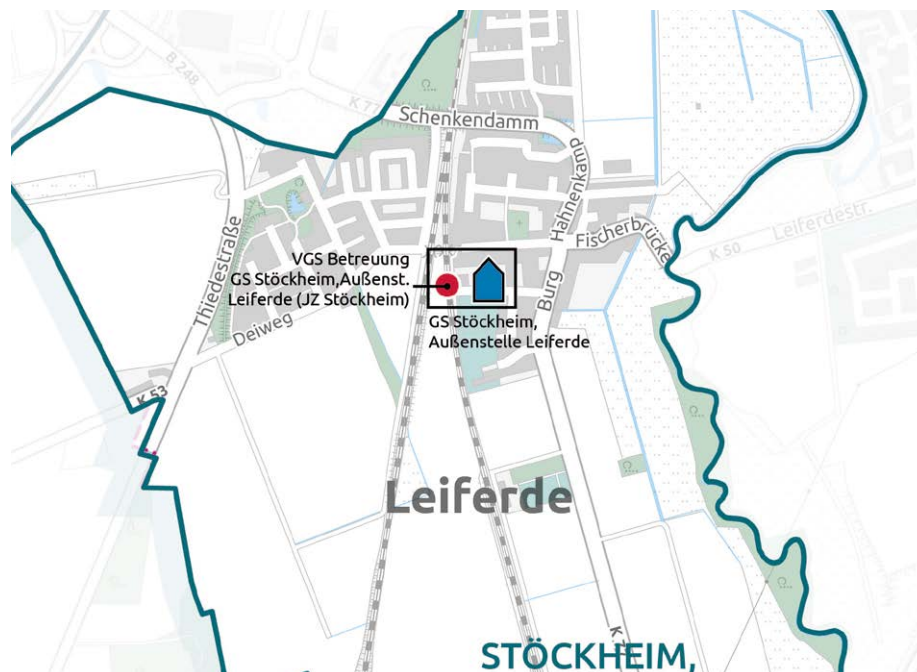 B 248
K 77
Schenkendamm
Hahnenkamp
Fischerbrücke
Leiferdestr.
K 50
Thiedestraße
VGS Betreuung
GS Stöckheim,Außenst.
Leiferde (JZ Stöckheim)
Burg
GS Stöckheim,
Außenstelle Leiferde
Deiweg
K 53
Leiferde
STÖCKHEIM,